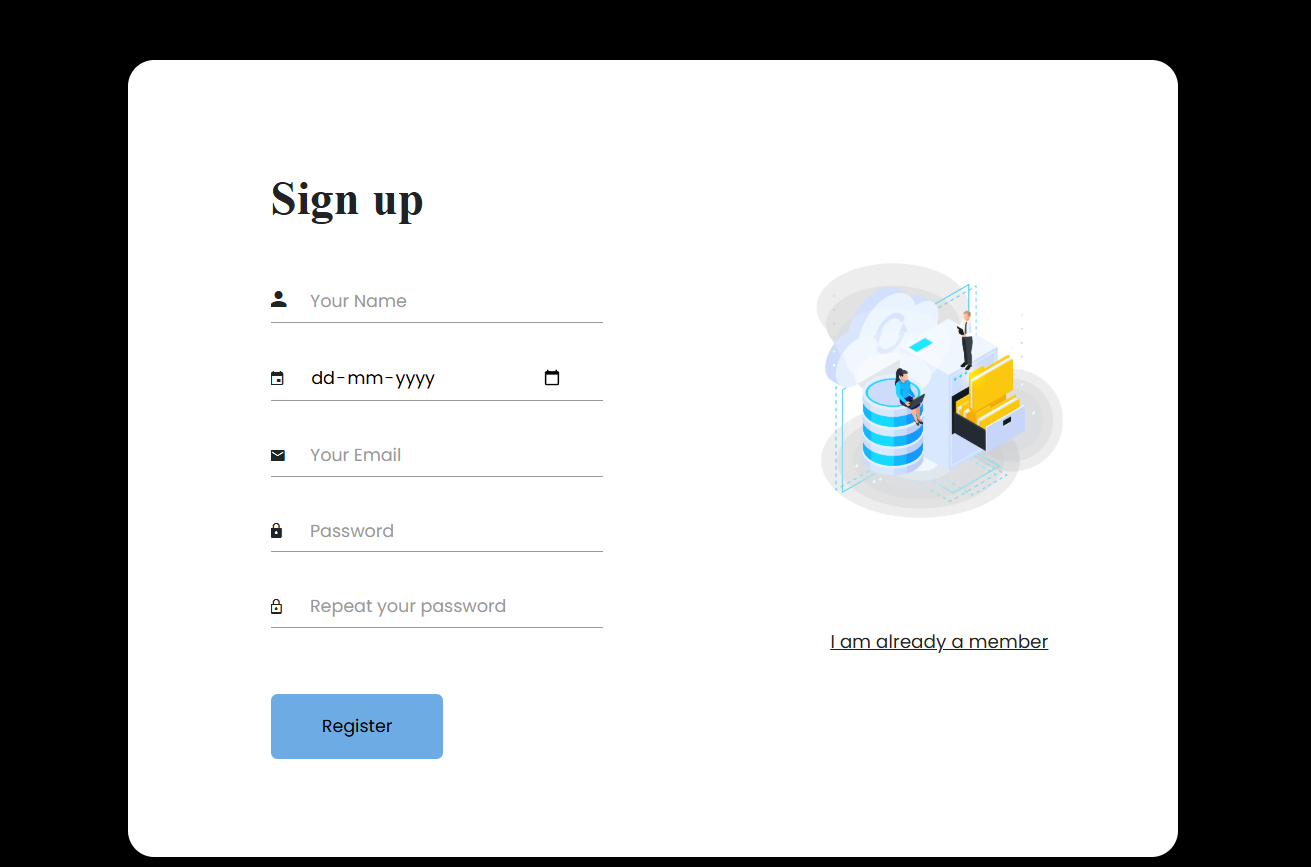 Sign up
Your Name
dd-mm-yyyy
Your Email
Password
Repeat your password
I am already a member
Register